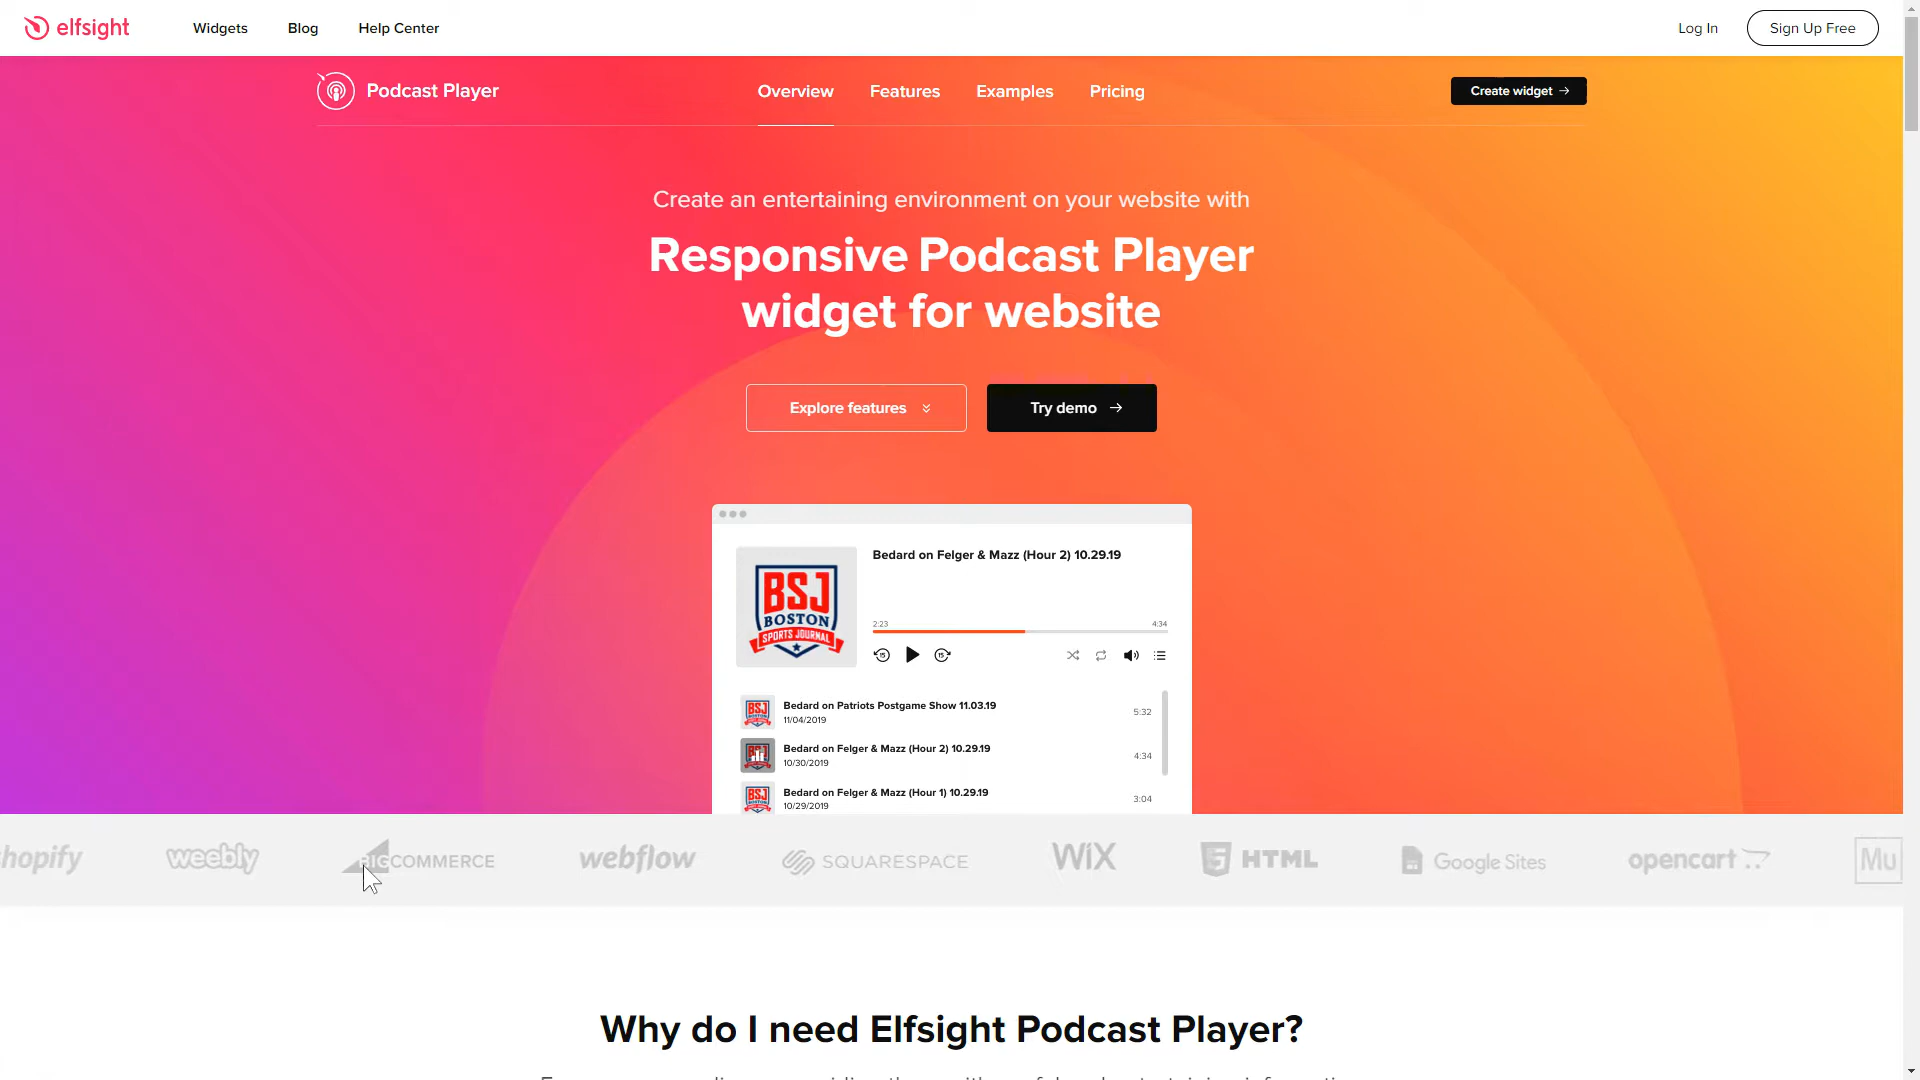 elfsight
Widgets
Blog
Help Center
Log In
Sign Up Free
Podcast Player
Overview
Features
Examples
Pricing
Create widget
Create an entertaining environment on your website with
Responsive Podcast Player
widget for website
Explore features
Try demo
BSJ
BOSTON
SPORTS JOURNAL
Bedard on Felger & Mazz (Hour 2) 10.29.19
2:23
4:34
15
15
Bedard on Patriots Postgame Show 11.03.19
11/04/2019
5:32
Bedard on Felger & Mazz (Hour 2) 10.29.19
10/30/2019
4:34
Bedard on Felger & Mazz (Hour 1) 10.29.19
10/29/2019
3:04
hopify
weebly
BIGCOMMERCE
webflow
SQUARESPACE
WiX
HTML
Google Sites
opencart
Mu
Why do I need Elfsight Podcast Player?